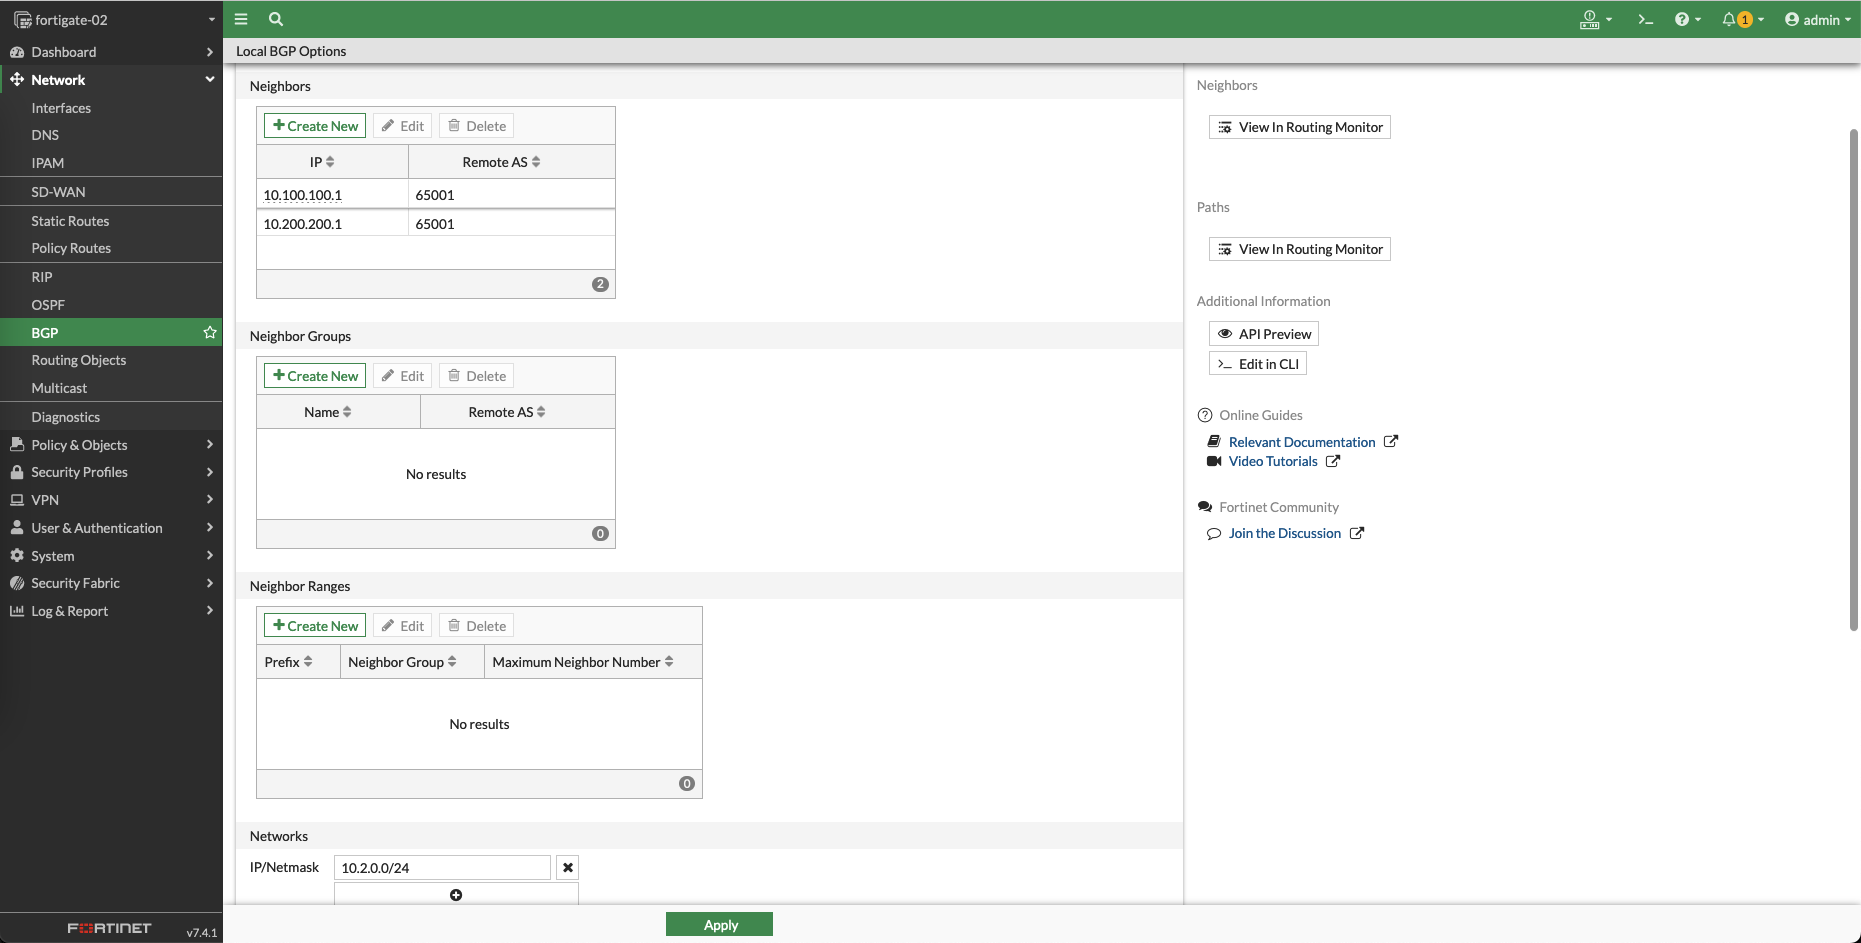 fortigate-02
Dashboard
Network
Interfaces
DNS
IPAM
SD-WAN
Static Routes
Policy Routes
RIP
OSPF
BGP
Routing Objects
Multicast
Diagnostics
Policy & Objects
Security Profiles
VPN
User & Authentication
System
Security Fabric
Log & Report
FORTINET
v7.4.1
1
admin
Local BGP Options
Neighbors
Create New Edit Delete
IP Remote AS
10.100.100.1 65001
10.200.200.1 65001
2
Neighbor Groups
Create New Edit Delete
Name Remote AS
No results
0
Neighbor Ranges
Create New Edit Delete
Prefix Neighbor Group Maximum Neighbor Number
No results
0
Networks
IP/Netmask 10.2.0.0/24
Apply
Neighbors
View In Routing Monitor
Paths
View In Routing Monitor
Additional Information
API Preview
>_ Edit in CLI
Online Guides
Relevant Documentation
Video Tutorials
Fortinet Community
Join the Discussion